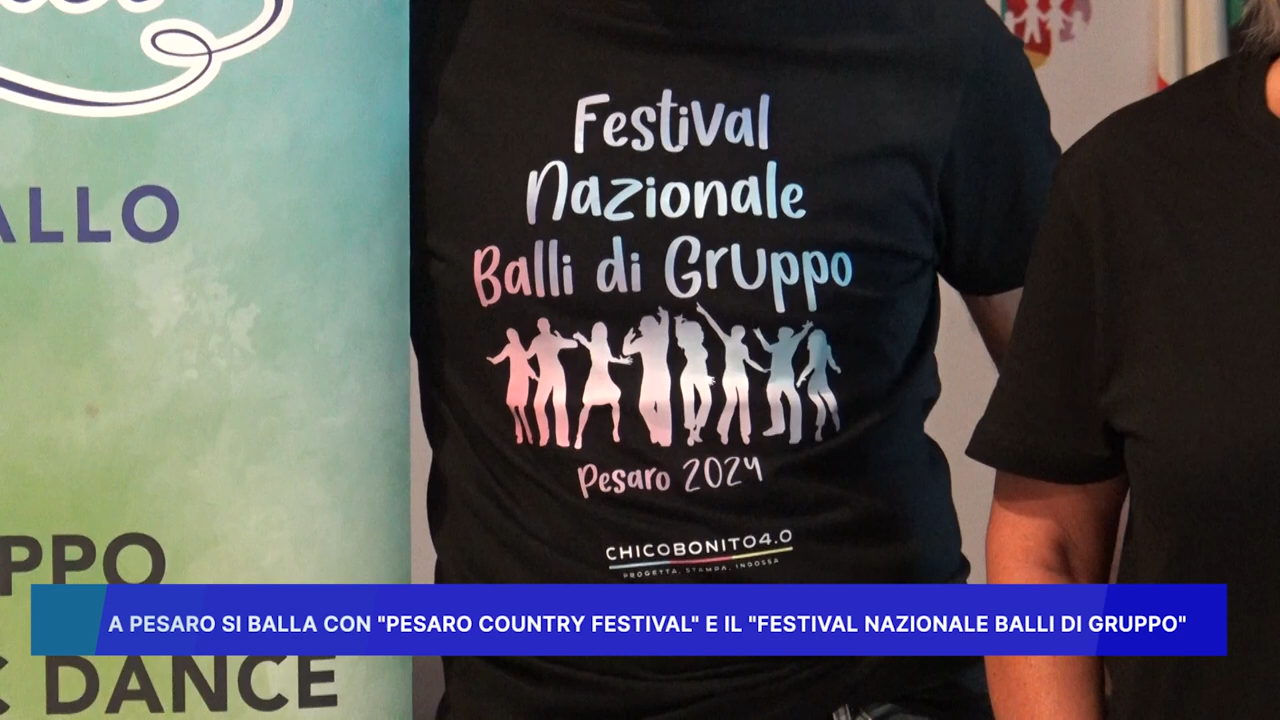 ALLO
PPO
C DANCE
Festival
Nazionale
Balli di Gruppo
Pesaro 2024
CHICOBONITO4.0
PROGETTA, STAMPA, INDOSSA
A PESARO SI BALLA CON "PESARO COUNTRY FESTIVAL" E IL "FESTIVAL NAZIONALE BALLI DI GRUPPO"